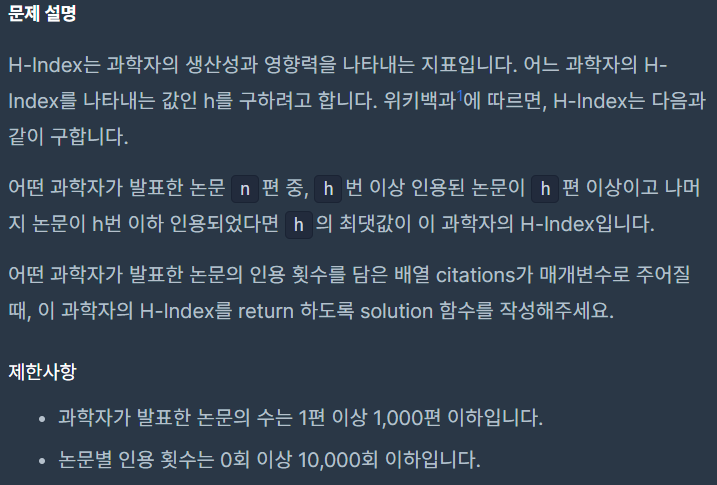 문제 설명
H-Index는 과학자의 생산성과 영향력을 나타내는 지표입니다. 어느 과학자의 H-
Index를 나타내는 값인 h를 구하려고 합니다. 위키백과1에 따르면, H-Index는 다음과
같이 구합니다.
어떤 과학자가 발표한 논문 n 편 중, h 번 이상 인용된 논문이 h 편 이상이고 나머
지 논문이 h번 이하 인용되었다면 h 의 최댓값이 이 과학자의 H-Index입니다.
어떤 과학자가 발표한 논문의 인용 횟수를 담은 배열 citations가 매개변수로 주어질
때, 이 과학자의 H-Index를 return 하도록 solution 함수를 작성해주세요.
제한사항
• 과학자가 발표한 논문의 수는 1편 이상 1,000편 이하입니다.
• 논문별 인용 횟수는 0회 이상 10,000회 이하입니다.